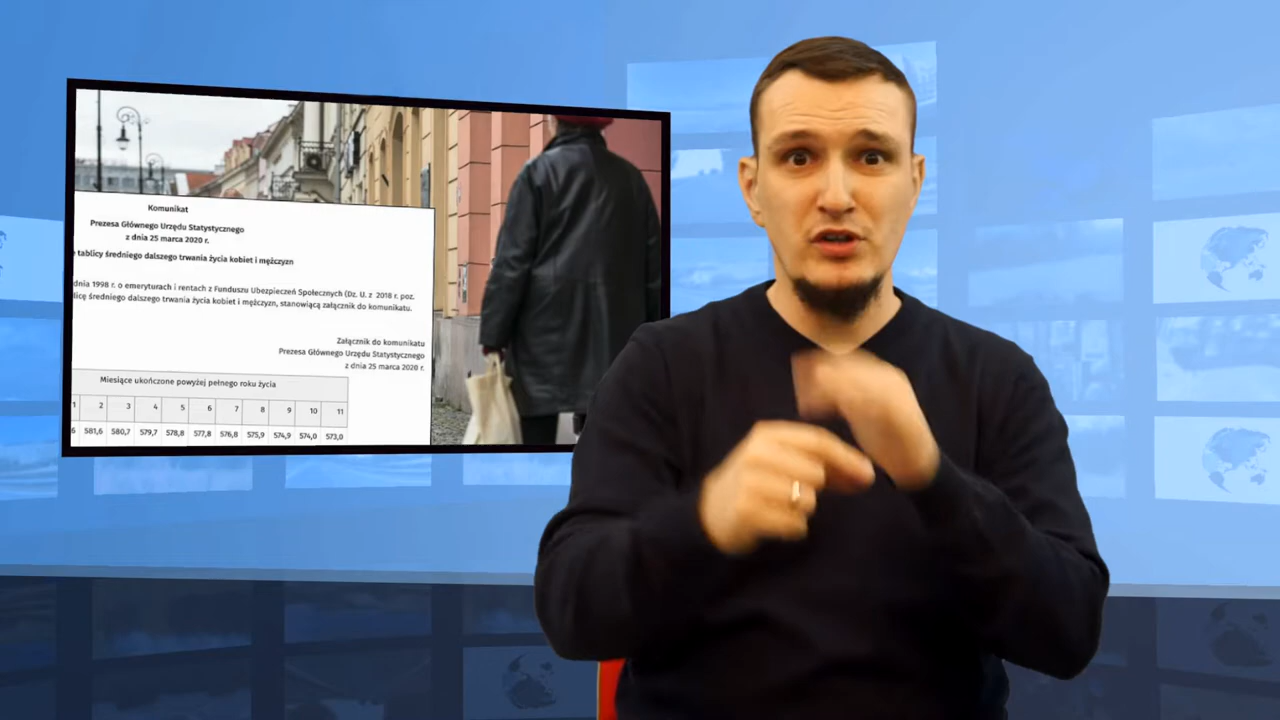 Komunikat
Prezesa Głównego Urzędu Statystycznego
z dnia 25 marca 2020 r.
tablicy średniego dalszego trwania życia kobiet i mężczyzn
dnia 1998 r. o emeryturach i rentach z Funduszu Ubezpieczeń Społecznych (Dz. U. z 2018 r. poz.
średniego dalszego trwania życia kobiet i mężczyzn, stanowiącą załącznik do komunikatu.
Załącznik do komunikatu
Prezesa Głównego Urzędu Statystycznego
z dnia 25 marca 2020 r.
Miesiące ukończone powyżej pełnego roku życia
1 2 3 4 5 6 7 8 9 10 11
6 581,6 580,7 579,7 578,8 577,8 576,8 575,9 574,9 574,0 573,0